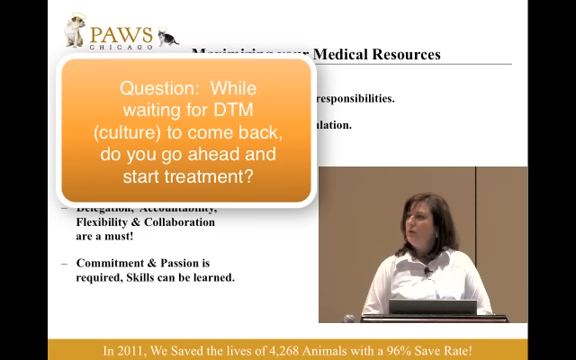 PAWS
CHICAGO
Maximizing your Medical Resources
Question: While
waiting for DTM
(culture) to come back,
do you go ahead and
start treatment?
responsibilities.
– Delegation, Accountability,
Flexibility & Collaboration
are a must!
– Commitment & Passion is
required, Skills can be learned.
In 2011, We Saved the lives of 4,268 Animals with a 96% Save Rate!